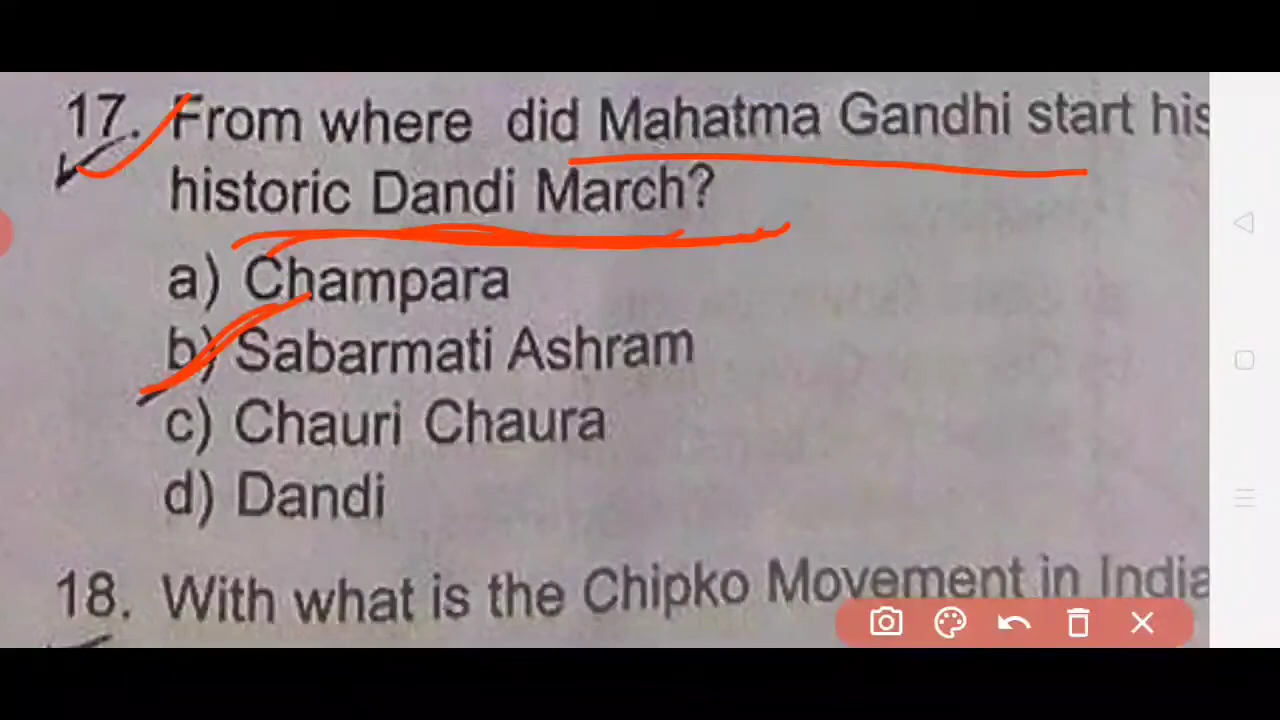 17. From where did Mahatma Gandhi start his
historic Dandi March?
a) Champara
b) Sabarmati Ashram
c) Chauri Chaura
d) Dandi
18. With what is the Chipko Movement in India